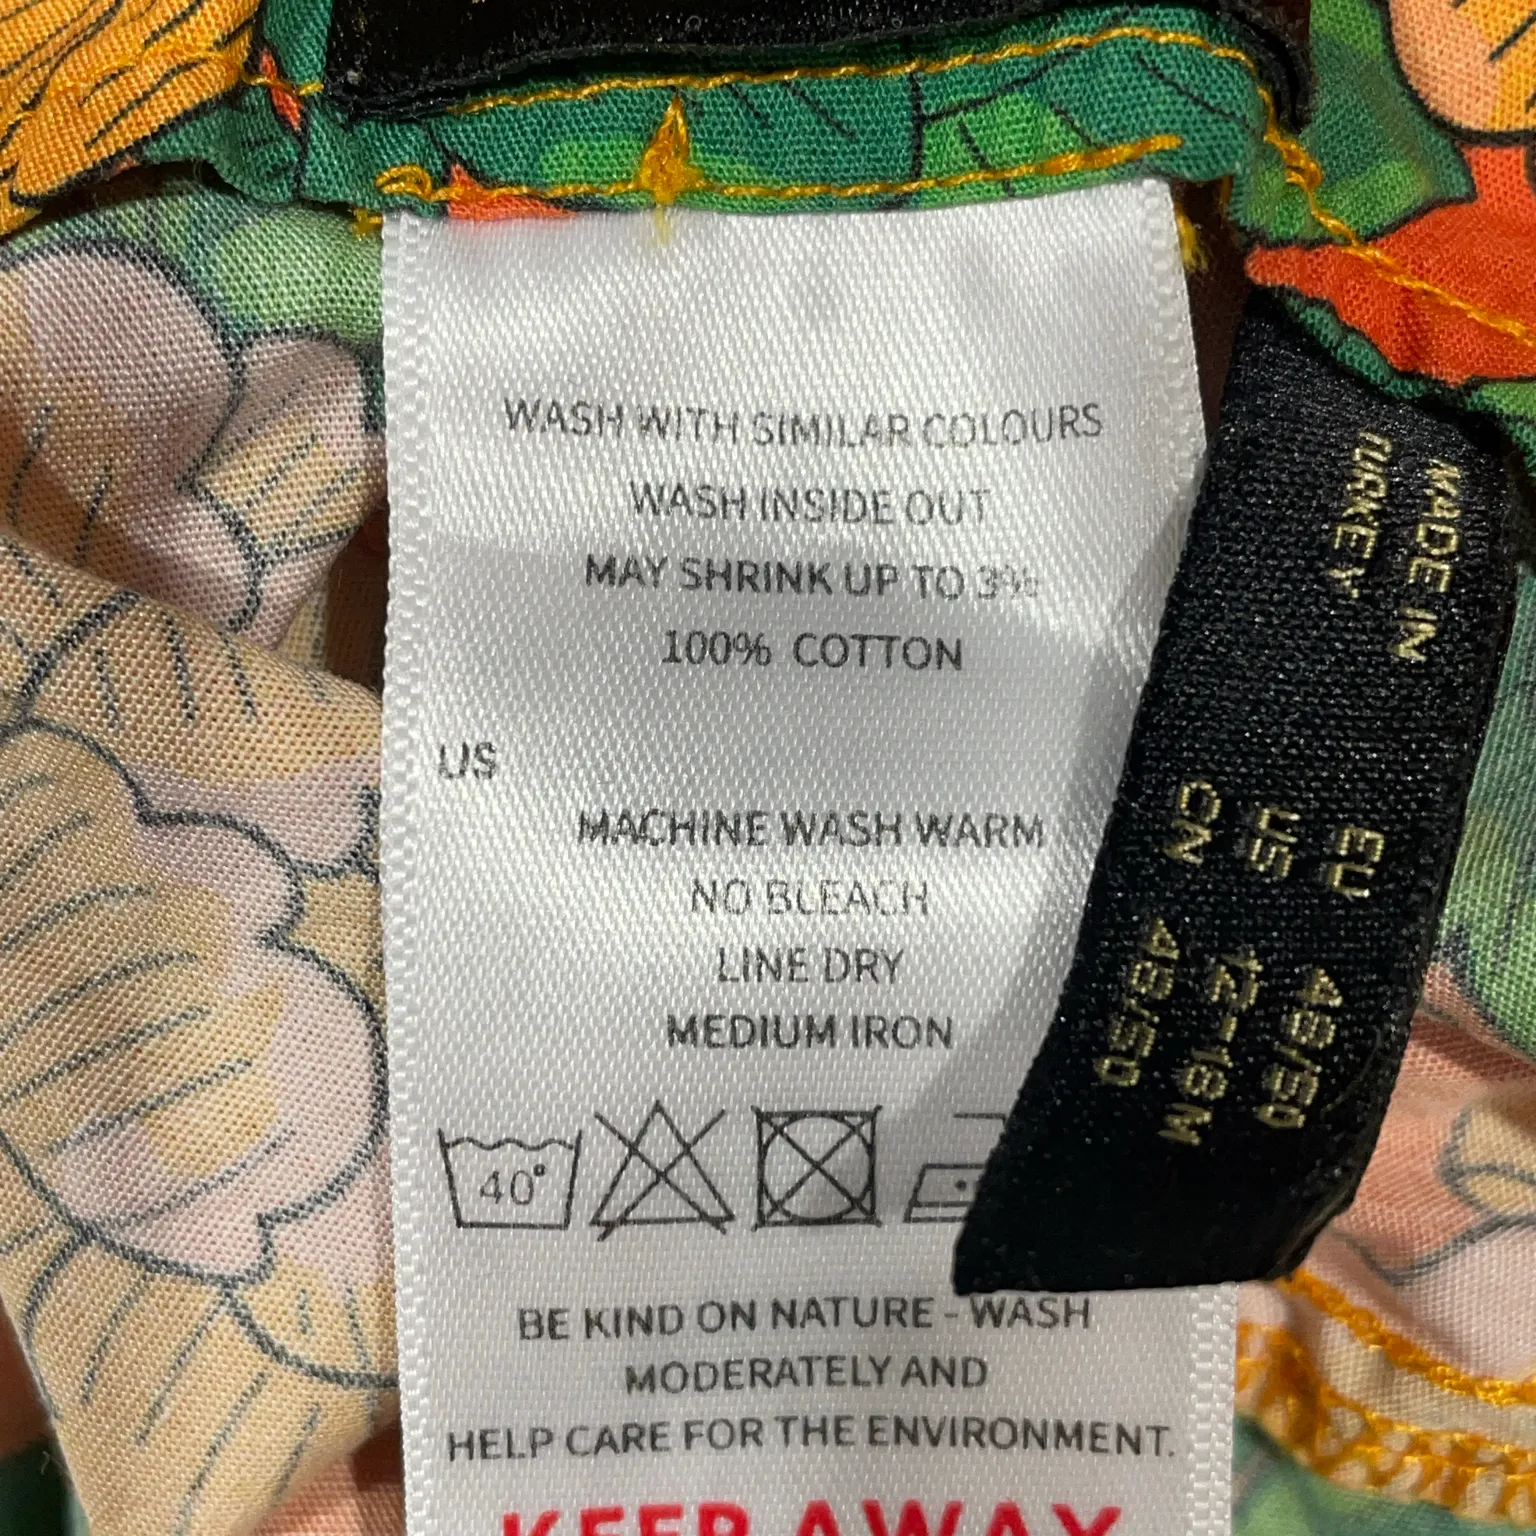 WASH WITH SIMILAR COLOURS
WASH INSIDE OUT
MAY SHRINK UP TO 3%
100% COTTON
US
MACHINE WASH WARM
NO BLEACH
LINE DRY
MEDIUM IRON
40°
BE KIND ON NATURE - WASH
MODERATELY AND
HELP CARE FOR THE ENVIRONMENT.
KEEP AWAY
MADE IN
TURKEY
EU 48/50
US 12-18M
CN 48/50